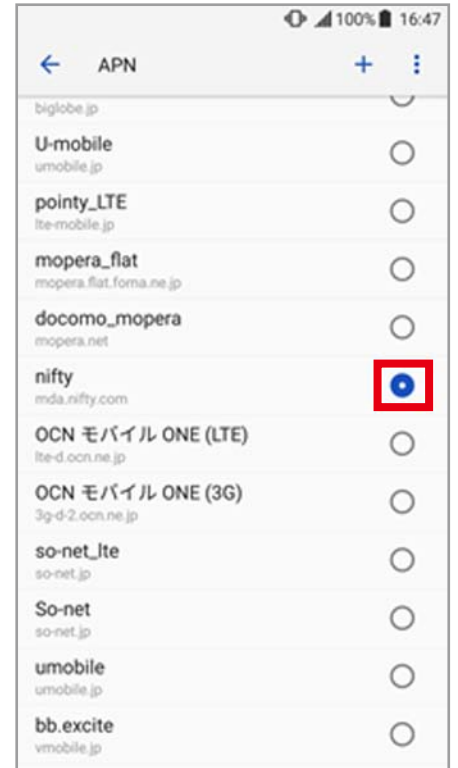 100% 16:47
APN
biglobe.jp
U-mobile
umobile.jp
pointy_LTE
lte-mobile.jp
mopera_flat
mopera.flat.foma.ne.jp
docomo_mopera
mopera.net
nifty
mda.nifty.com
OCN モバイル ONE (LTE)
lte-d.ocn.ne.jp
OCN モバイル ONE (3G)
3g-d-2.ocn.ne.jp
so-net_lte
so-net.jp
So-net
so-net.jp
umobile
umobile.jp
bb.excite
vmobile.jp